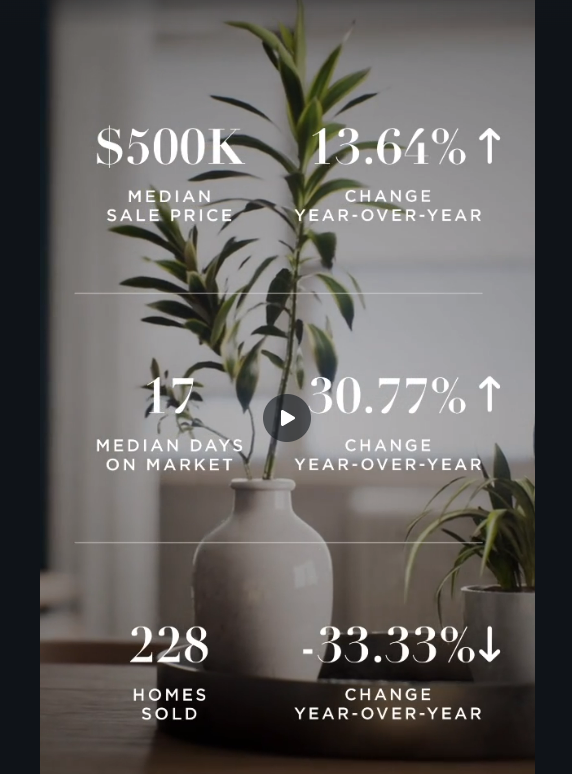 $500K 13.64% ↑
MEDIAN CHANGE
SALE PRICE YEAR-OVER-YEAR
17 30.77% ↑
MEDIAN DAYS CHANGE
ON MARKET YEAR-OVER-YEAR
228 -33.33% ↓
HOMES CHANGE
SOLD YEAR-OVER-YEAR